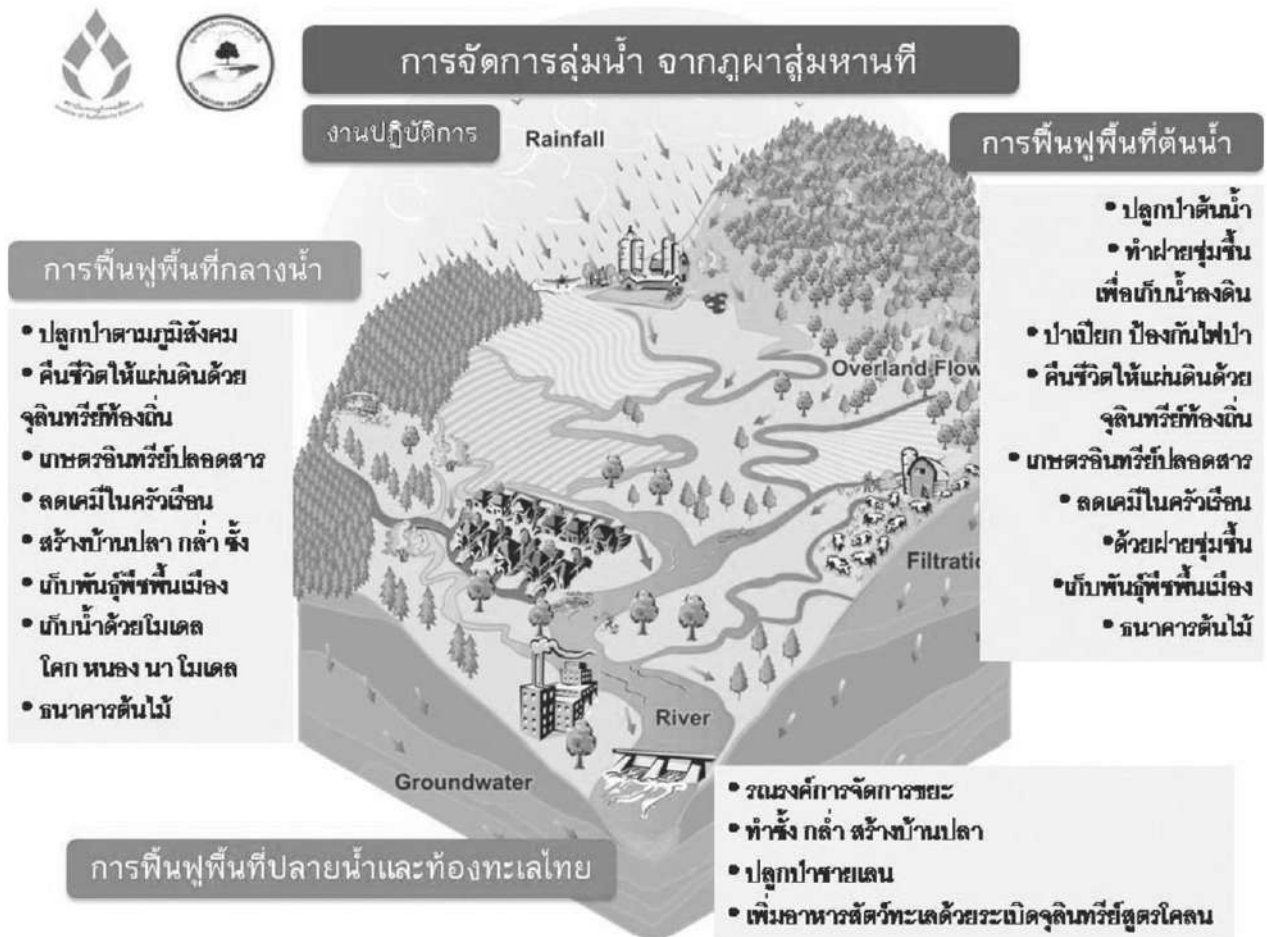 การจัดการลุ่มน้ำ จากภูผาสู่มหานที
งานปฏิบัติการ
Rainfall
การฟื้นฟูพื้นที่ต้นน้ำ
• ปลูกป่าต้นน้ำ
• ทำฝายชุ่มชื้น
เพื่อเก็บน้ำลงดิน
• ป่าเปียก ป้องกันไฟป่า
• คืนชีวิตให้แผ่นดินด้วย
จุลินทรีย์ท้องถิ่น
• เกษตรอินทรีย์ปลอดสาร
• ลดเคมีในครัวเรือน
•ด้วยฝายชุ่มชื้น
•เก็บพันธุ์พืชพื้นเมือง
• ธนาคารต้นไม้
การฟื้นฟูพื้นที่กลางน้ำ
• ปลูกป่าตามภูมิสังคม
• คืนชีวิตให้แผ่นดินด้วย
จุลินทรีย์ท้องถิ่น
• เกษตรอินทรีย์ปลอดสาร
• ลดเคมีในครัวเรือน
• สร้างบ้านปลา กล่ำ ซั้ง
• เก็บพันธุ์พืชพื้นเมือง
• เก็บน้ำด้วยโมเดล
โคก หนอง นา โมเดล
• ธนาคารต้นไม้
Overland Flow
Filtratio
River
Groundwater
การฟื้นฟูพื้นที่ปลายน้ำและท้องทะเลไทย
• รณรงค์การจัดการขยะ
• ทำซั้ง กล่ำ สร้างบ้านปลา
• ปลูกป่าชายเลน
• เพิ่มอาหารสัตว์ทะเลด้วยระเบิดจุลินทรีย์สูตรโคลน